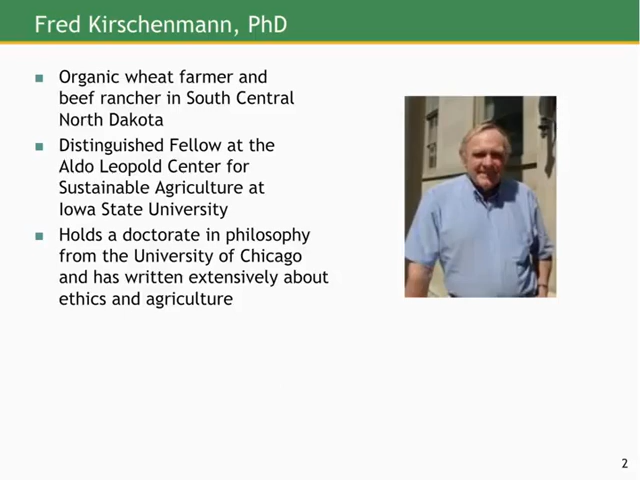 Fred Kirschenmann, PhD
Organic wheat farmer and
beef rancher in South Central
North Dakota
Distinguished Fellow at the
Aldo Leopold Center for
Sustainable Agriculture at
Iowa State University
Holds a doctorate in philosophy
from the University of Chicago
and has written extensively about
ethics and agriculture
2